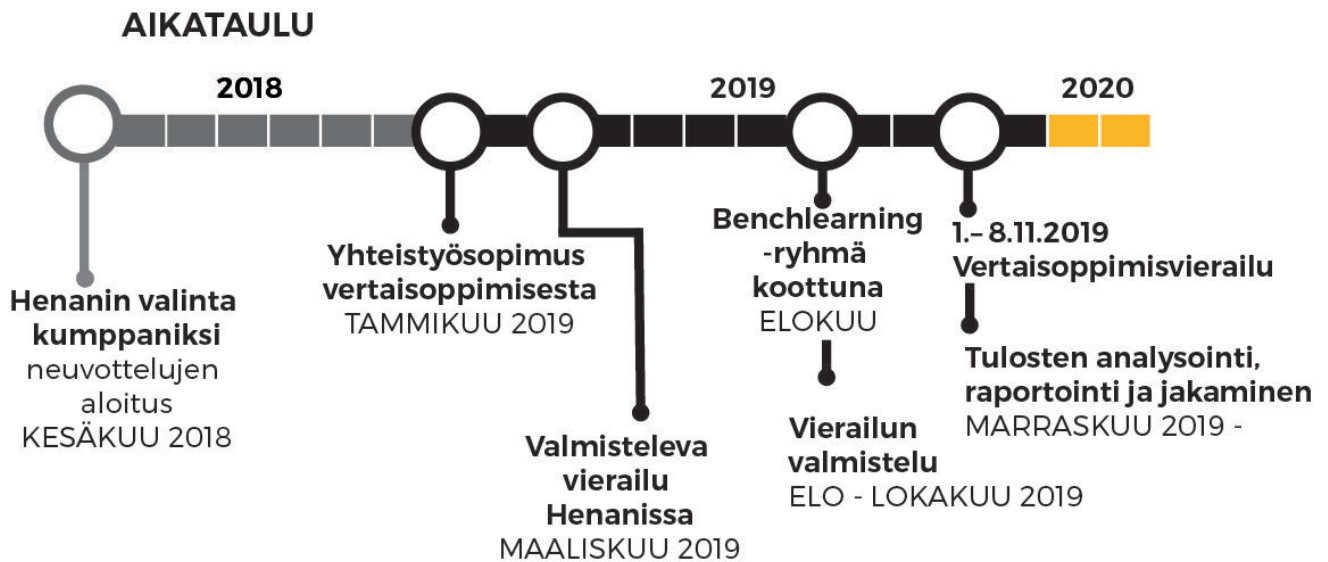 AIKATAULU
2018
2019
2020
Henanin valinta
kumppaniksi
neuvottelujen
aloitus
KESÄKUU 2018
Yhteistyösopimus
vertaisoppimisesta
TAMMIKUU 2019
Valmisteleva
vierailu
Henanissa
MAALISKUU 2019
Benchlearning
-ryhmä
koottuna
ELOKUU
Vierailun
valmistelu
ELO - LOKAKUU 2019
1.–8.11.2019
Vertaisoppimisvierailu
Tulosten analysointi,
raportointi ja jakaminen
MARRASKUU 2019 -